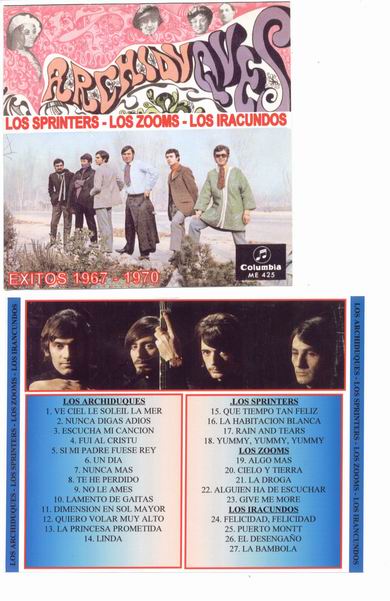 ARCHIDUQUES
LOS SPRINTERS - LOS ZOOMS - LOS IRACUNDOS
EXITOS 1967 - 1970
Columbia
ME 425
LOS ARCHIDUQUES - LOS SPRINTERS - LOS ZOOMS - LOS IRANCUNDOS
LOS ARCHIDUQUES
1. VE CIEL LE SOLEIL LA MER
2. NUNCA DIGAS ADIOS
3. ESCUCHA MI CANCION
4. FUI AL CRISTU
5. SI MI PADRE FUESE REY
6. UN DIA
7. NUNCA MAS
8. TE HE PERDIDO
9. NO LE AMES
10. LAMENTO DE GAITAS
11. DIMENSION EN SOL MAYOR
12. QUIERO VOLAR MUY ALTO
13. LA PRINCESA PROMETIDA
14. LINDA
.LOS SPRINTERS
15. QUE TIEMPO TAN FELIZ
16. LA HABITACION BLANCA
17. RAIN AND TEARS
18. YUMMY, YUMMY, YUMMY
LOS ZOOMS
19. ALGO MAS
20. CIELO Y TIERRA
21. LA DROGA
22. ALGUIEN HA DE ESCUCHAR
23. GIVE ME MORE
LOS IRACUNDOS
24. FELICIDAD, FELICIDAD
25. PUERTO MONTT
26. EL DESENGAÑO
27. LA BAMBOLA
LOS ARCHIDUQUES - LOS SPRINTERS - LOS ZOOMS - LOS IRANCUNDOS